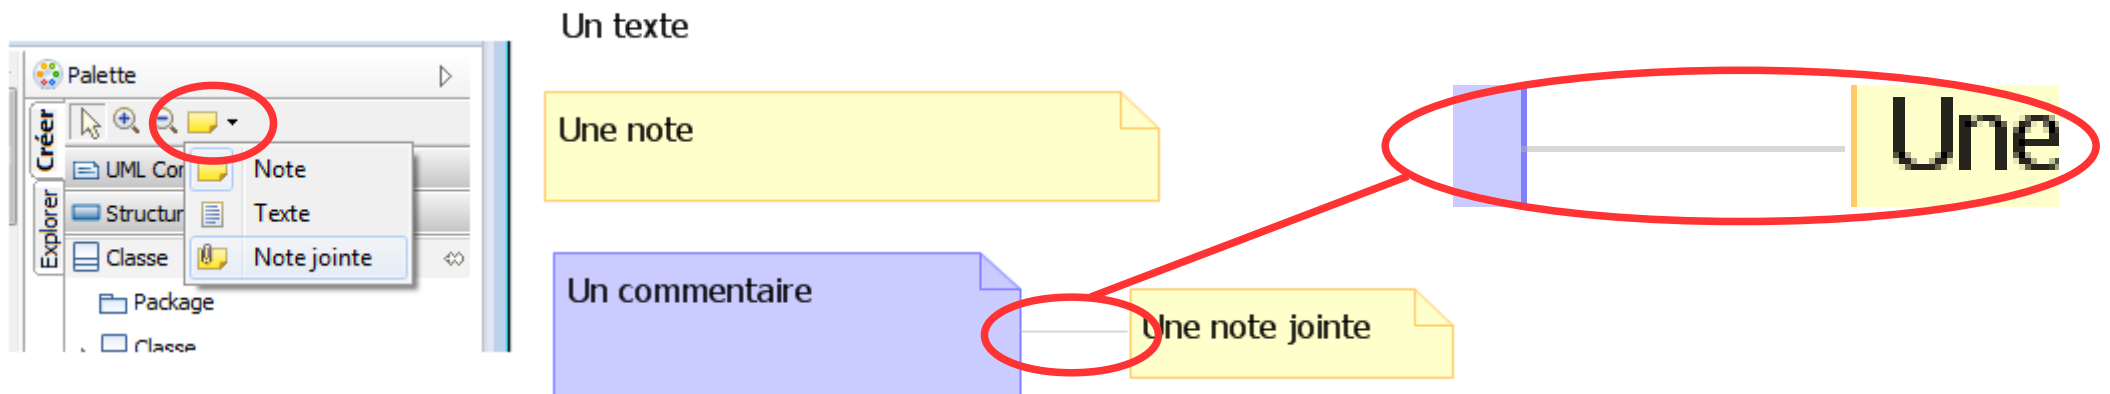 Palette
Créer
Explorer
UML Cor
Structur
Classe
Package
Classe
Note
Texte
Note jointe
Un texte
Une note
Un commentaire
Une note jointe
Une